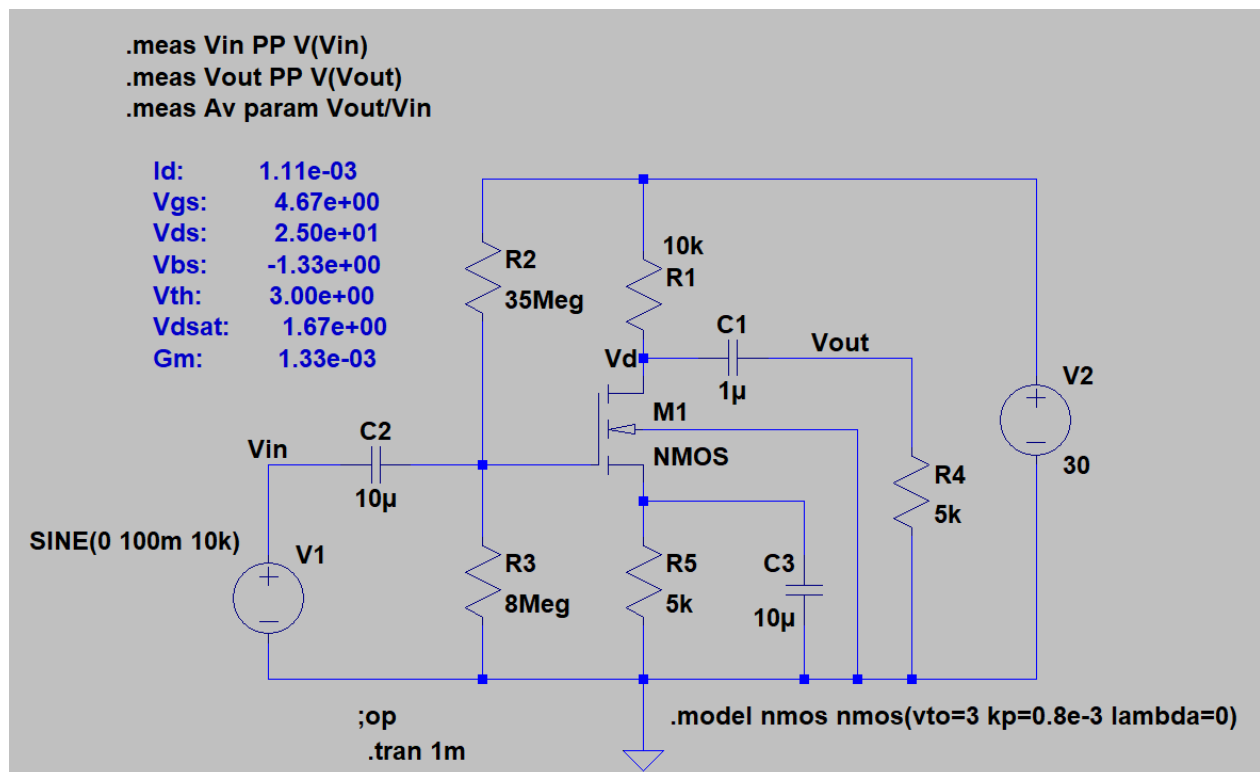 .meas Vin PP V(Vin)
.meas Vout PP V(Vout)
.meas Av param Vout/Vin
Id: 1.11e-03
Vgs: 4.67e+00
Vds: 2.50e+01
Vbs: -1.33e+00
Vth: 3.00e+00
Vdsat: 1.67e+00
Gm: 1.33e-03
R2
35Meg
10k
R1
C1
1µ
Vout
Vd
V2
30
M1
NMOS
Vin
C2
10µ
R4
5k
SINE(0 100m 10k)
V1
R3
8Meg
R5
5k
C3
10µ
;op
.tran 1m
.model nmos nmos(vto=3 kp=0.8e-3 lambda=0)